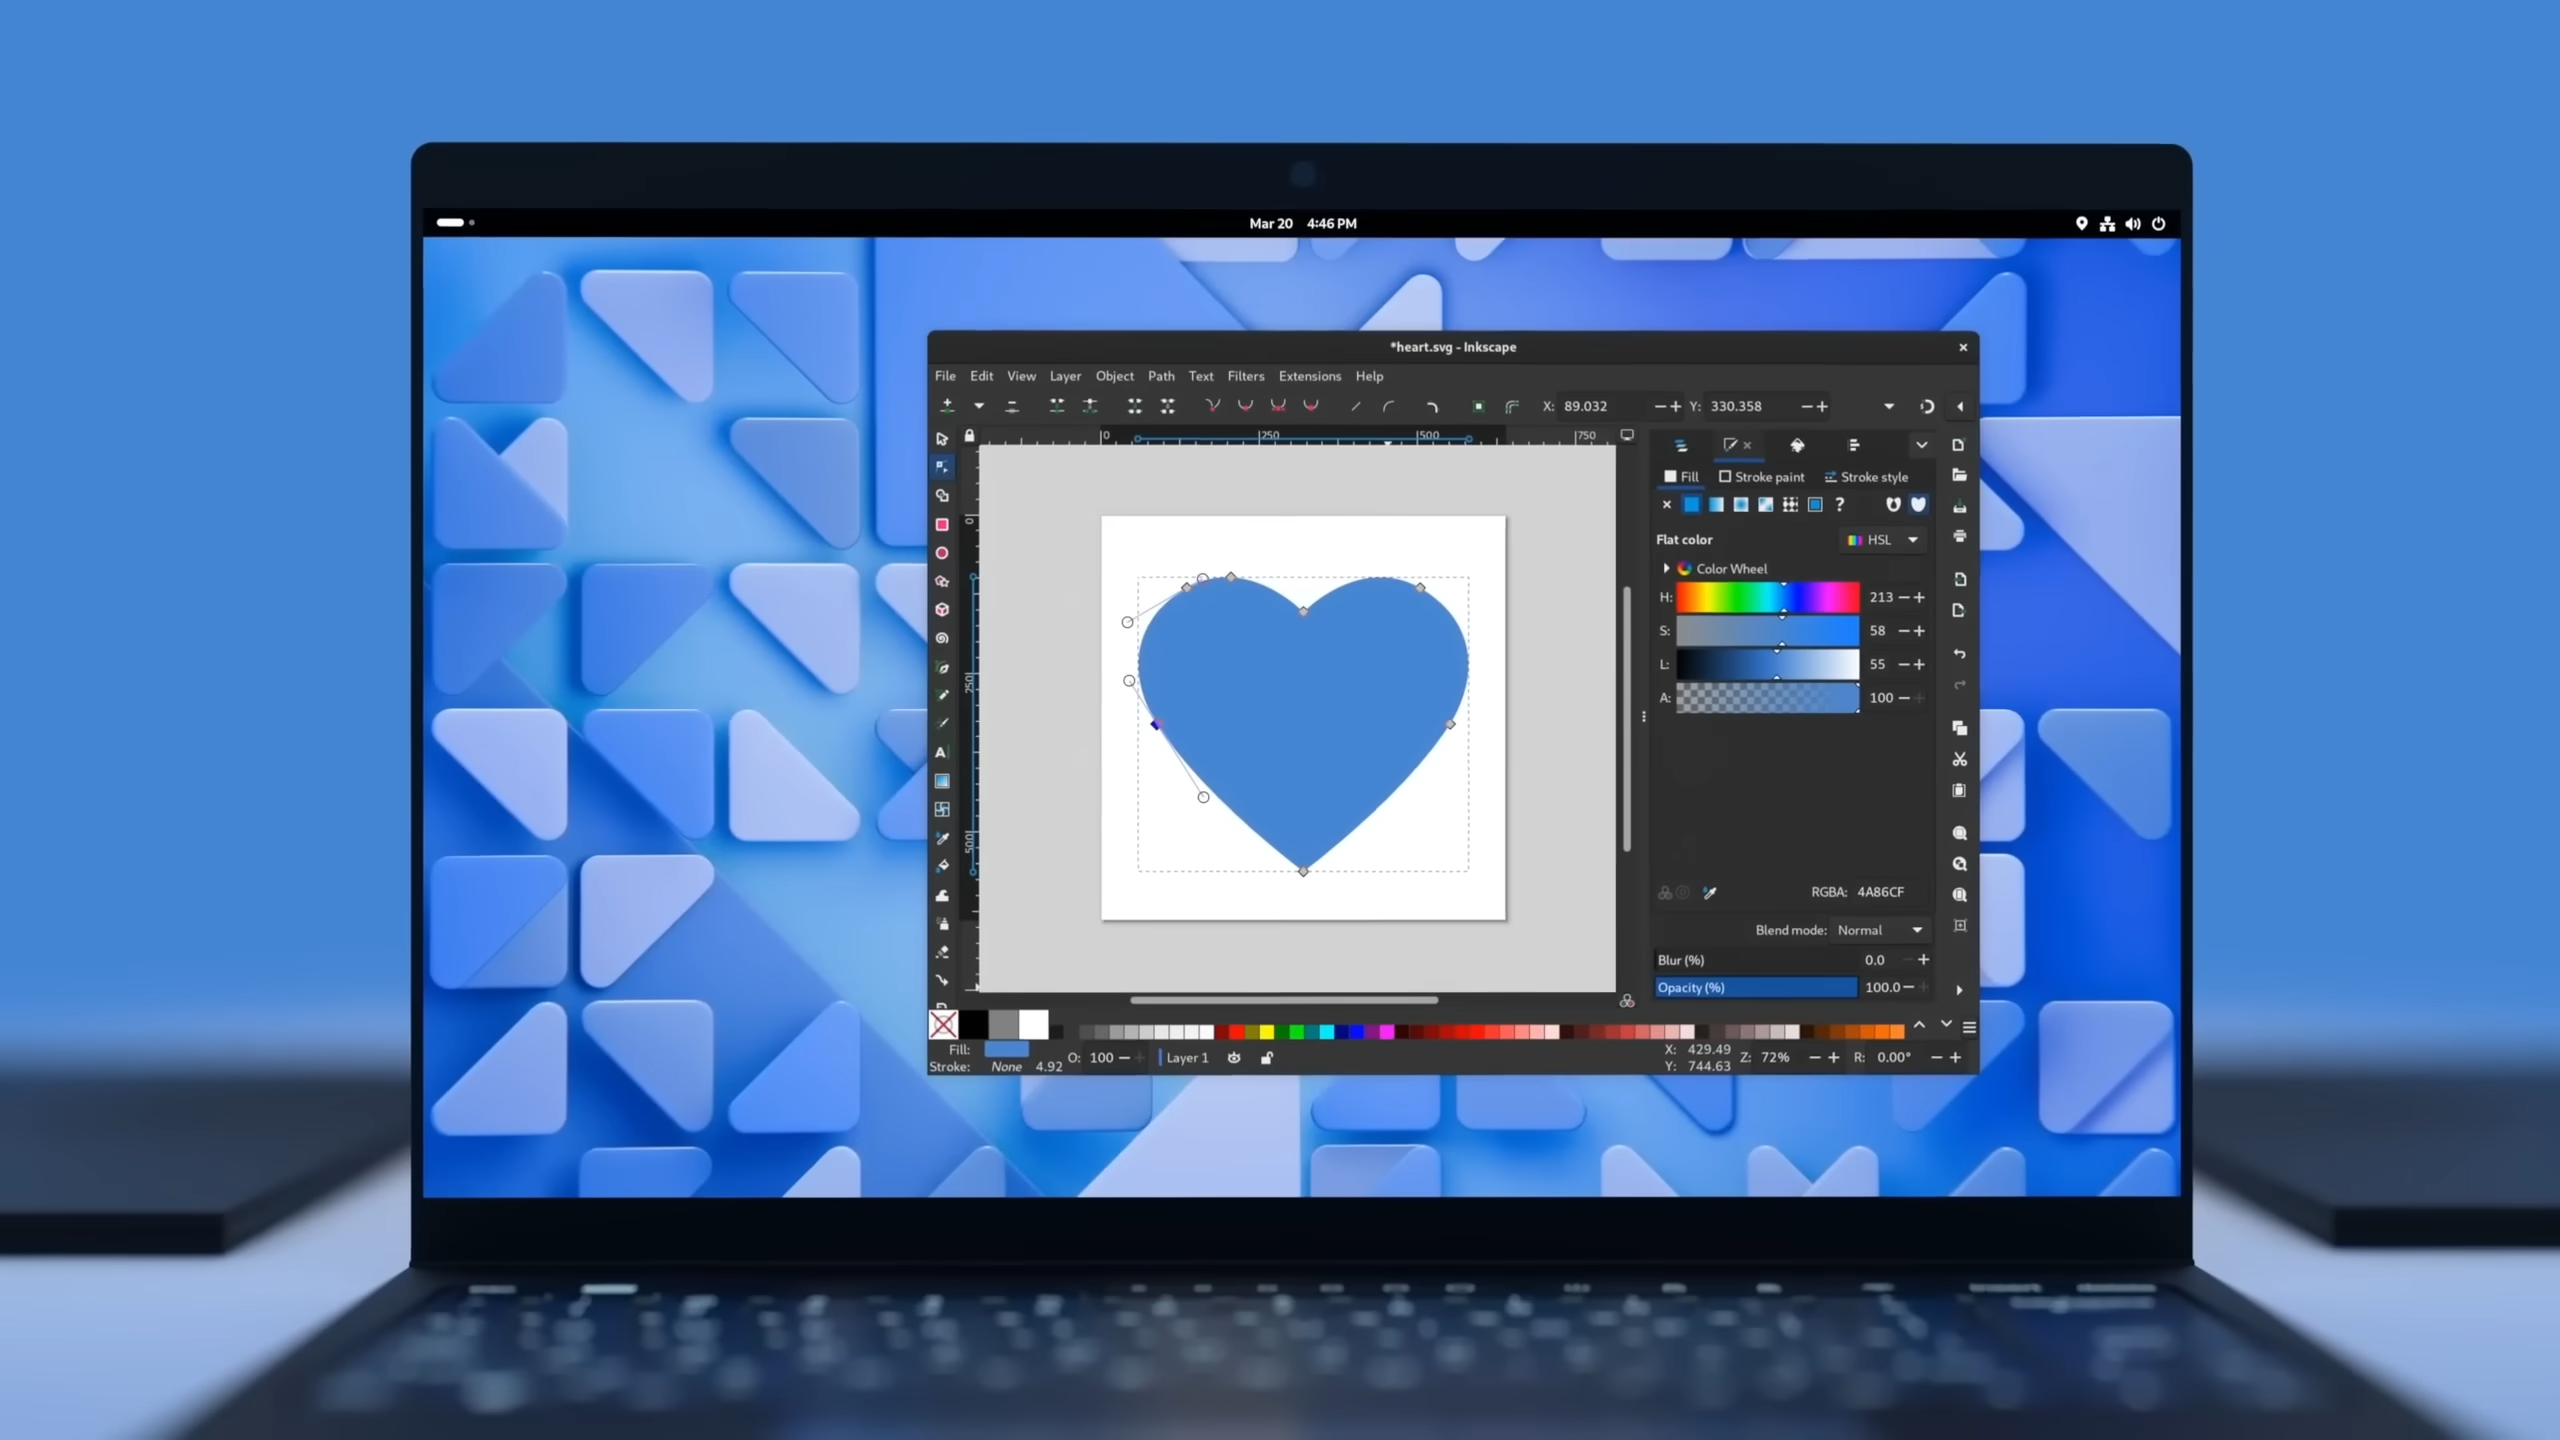 Mar 20 4:46 PM
*heart.svg - Inkscape
File Edit View Layer Object Path Text Filters Extensions Help
X: 89.032 Y: 330.358
0 250 500 750
Fill Stroke paint Stroke style
?
Flat color HSL
Color Wheel
H: 213
S: 58
L: 55
A: 100
0
250
500
A
RGBA: 4A86CF
Blend mode: Normal
Blur (%) 0.0
Opacity (%) 100.0
Fill:
Stroke: None 4.92
O: 100
Layer 1
X: 429.49
Y: 744.63
Z: 72%
R: 0.00°